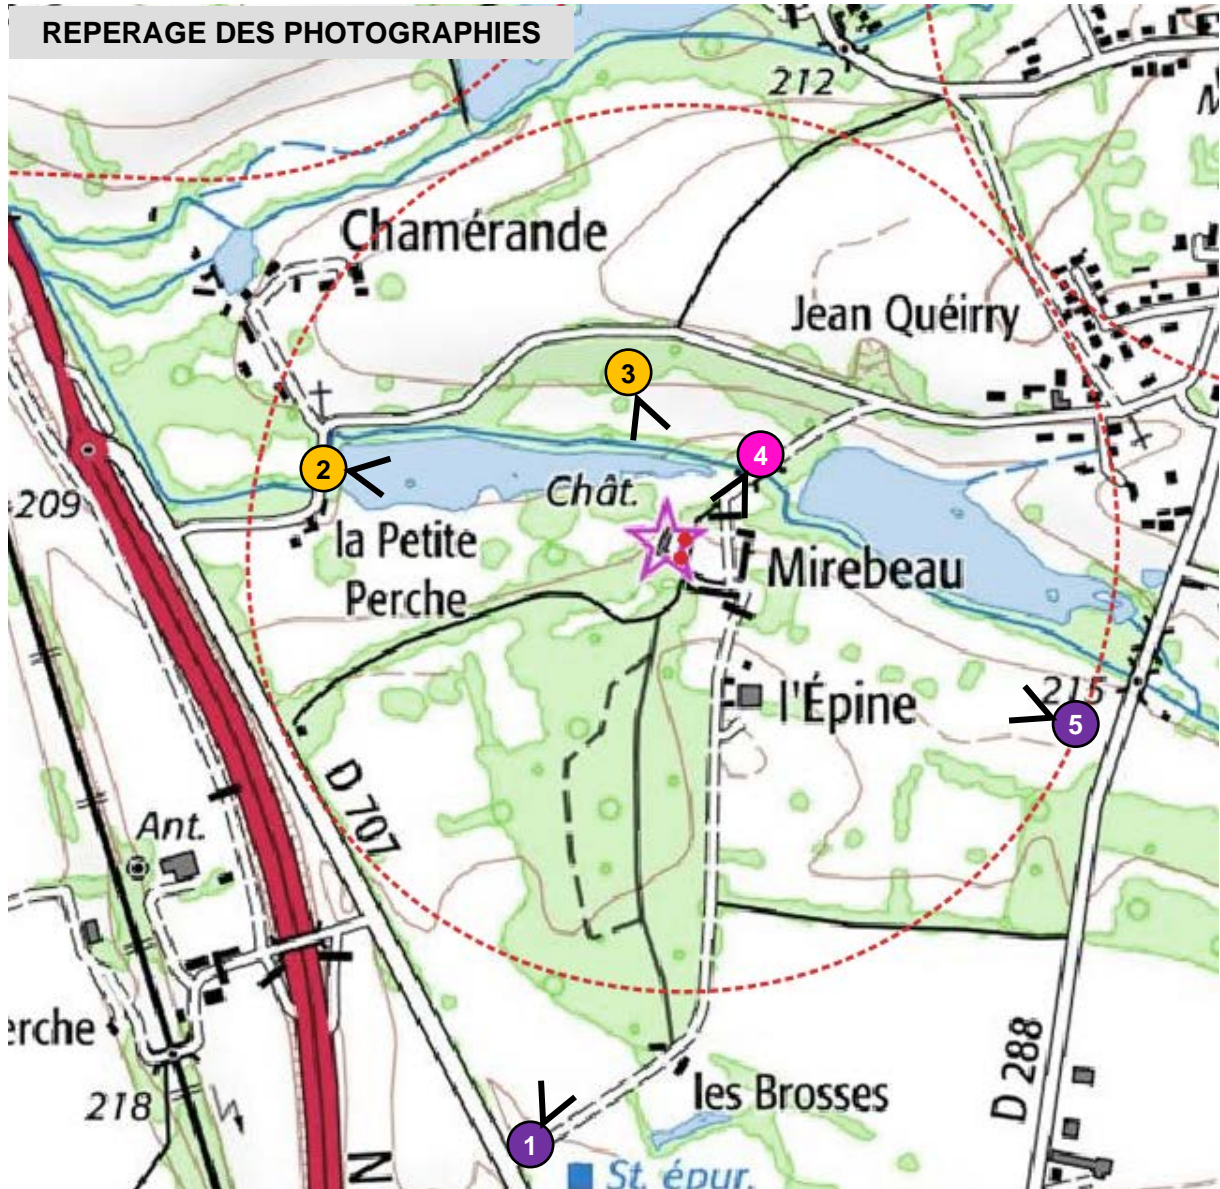 REPERAGE DES PHOTOGRAPHIES
212
M
Chamérande
Jean Quéirry
3
4
2
Chât.
209
la Petite
Perche
Mirebeau
215
l'Épine
5
D 707
Ant.
erche
218
les Brosses
D 288
1
N
St. épur.